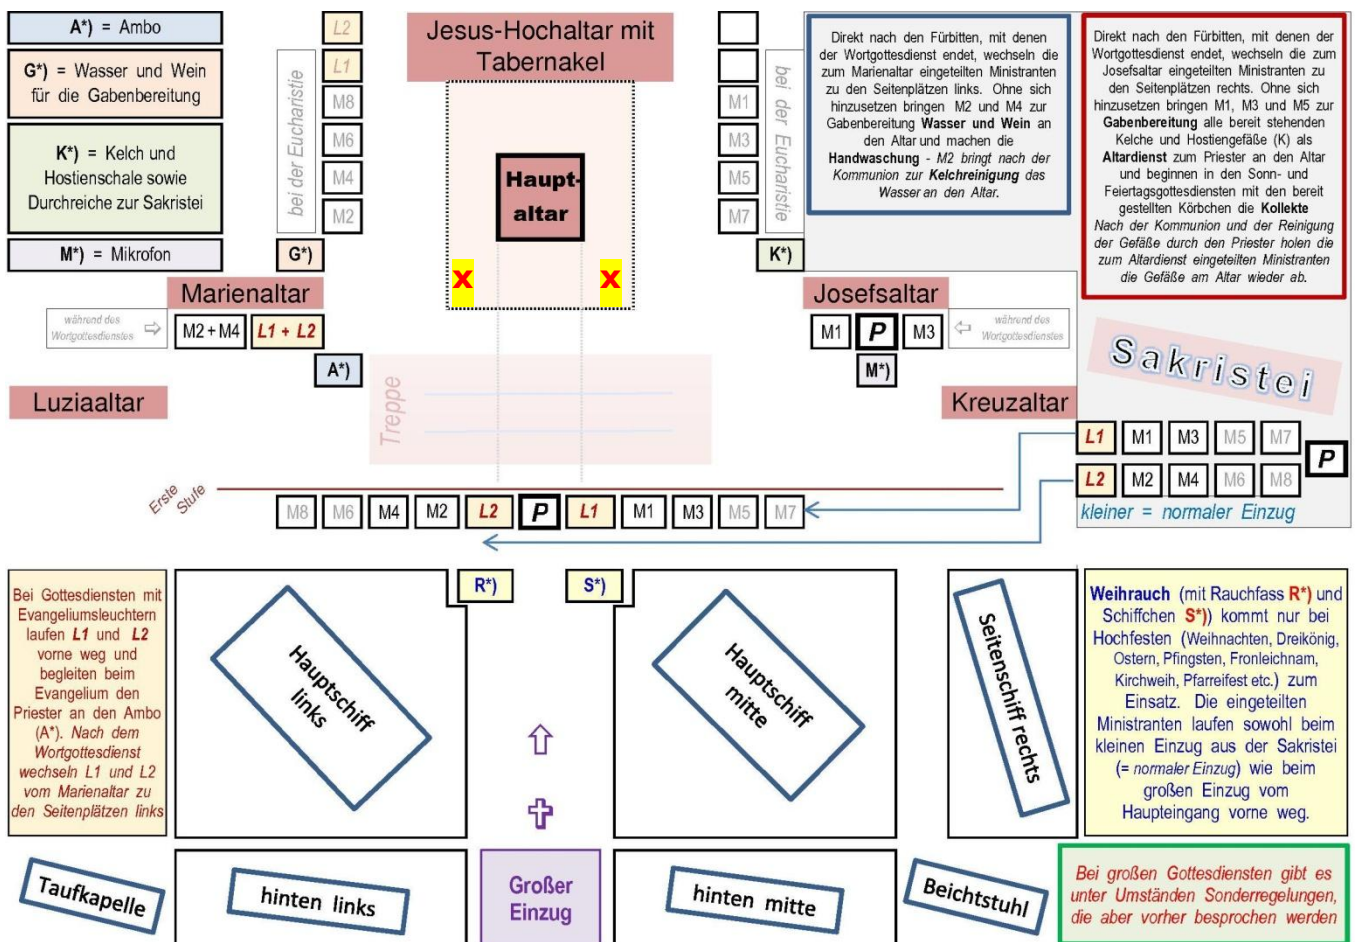 A*) = Ambo
G*) = Wasser und Wein
für die Gabenbereitung
K*) = Kelch und
Hostienschale sowie
Durchreiche zur Sakristei
M*) = Mikrofon
bei der Eucharistie
L2
L1
M8
M6
M4
M2
G*)
Jesus-Hochaltar mit
Tabernakel
Haupt-
altar
X
X
M1
M3
M5
M7
bei der Eucharistie
K*)
Direkt nach den Fürbitten, mit denen
der Wortgottesdienst endet, wechseln die
zum Marienaltar eingeteilten Ministranten
zu den Seitenplätzen links. Ohne sich
hinzusetzen bringen M2 und M4 zur
Gabenbereitung Wasser und Wein an
den Altar und machen die
Handwaschung - M2 bringt nach der
Kommunion zur Kelchreinigung das
Wasser an den Altar.
Direkt nach den Fürbitten, mit denen der
Wortgottesdienst endet, wechseln die zum
Josefsaltar eingeteilten Ministranten zu
den Seitenplätzen rechts. Ohne sich
hinzusetzen bringen M1, M3 und M5 zur
Gabenbereitung alle bereit stehenden
Kelche und Hostiengefäße (K) als
Altardienst zum Priester an den Altar
und beginnen in den Sonn- und
Feiertagsgottesdiensten mit den bereit
gestellten Körbchen die Kollekte
Nach der Kommunion und der Reinigung
der Gefäße durch den Priester holen die
zum Altardienst eingeteilten Ministranten
die Gefäße am Altar wieder ab.
Marienaltar
während des
Wortgottesdienstes
M2+M4
L1 + L2
A*)
Josefsaltar
M1
P
M3
während des
Wortgottesdienstes
M*)
Sakristei
Luziaaltar
Treppe
Kreuzaltar
L1 M1 M3 M5 M7
P
L2 M2 M4 M6 M8
kleiner = normaler Einzug
Erste
Stufe
M8 M6 M4 M2 L2 P L1 M1 M3 M5 M7
Bei Gottesdiensten mit
Evangeliumsleuchtern
laufen L1 und L2
vorne weg und
begleiten beim
Evangelium den
Priester an den Ambo
(A*). Nach dem
Wortgottesdienst
wechseln L1 und L2
vom Marienaltar zu
den Seitenplätzen links
Hauptschiff
links
R*)
S*)
Hauptschiff
mitte
Seitenschiff rechts
Weihrauch (mit Rauchfass R*) und
Schiffchen S*)) kommt nur bei
Hochfesten (Weihnachten, Dreikönig,
Ostern, Pfingsten, Fronleichnam,
Kirchweih, Pfarreifest etc.) zum
Einsatz. Die eingeteilten
Ministranten laufen sowohl beim
kleinen Einzug aus der Sakristei
(= normaler Einzug) wie beim
großen Einzug vom
Haupteingang vorne weg.
Taufkapelle
hinten links
Großer
Einzug
hinten mitte
Beichtstuhl
Bei großen Gottesdiensten gibt es
unter Umständen Sonderregelungen,
die aber vorher besprochen werden